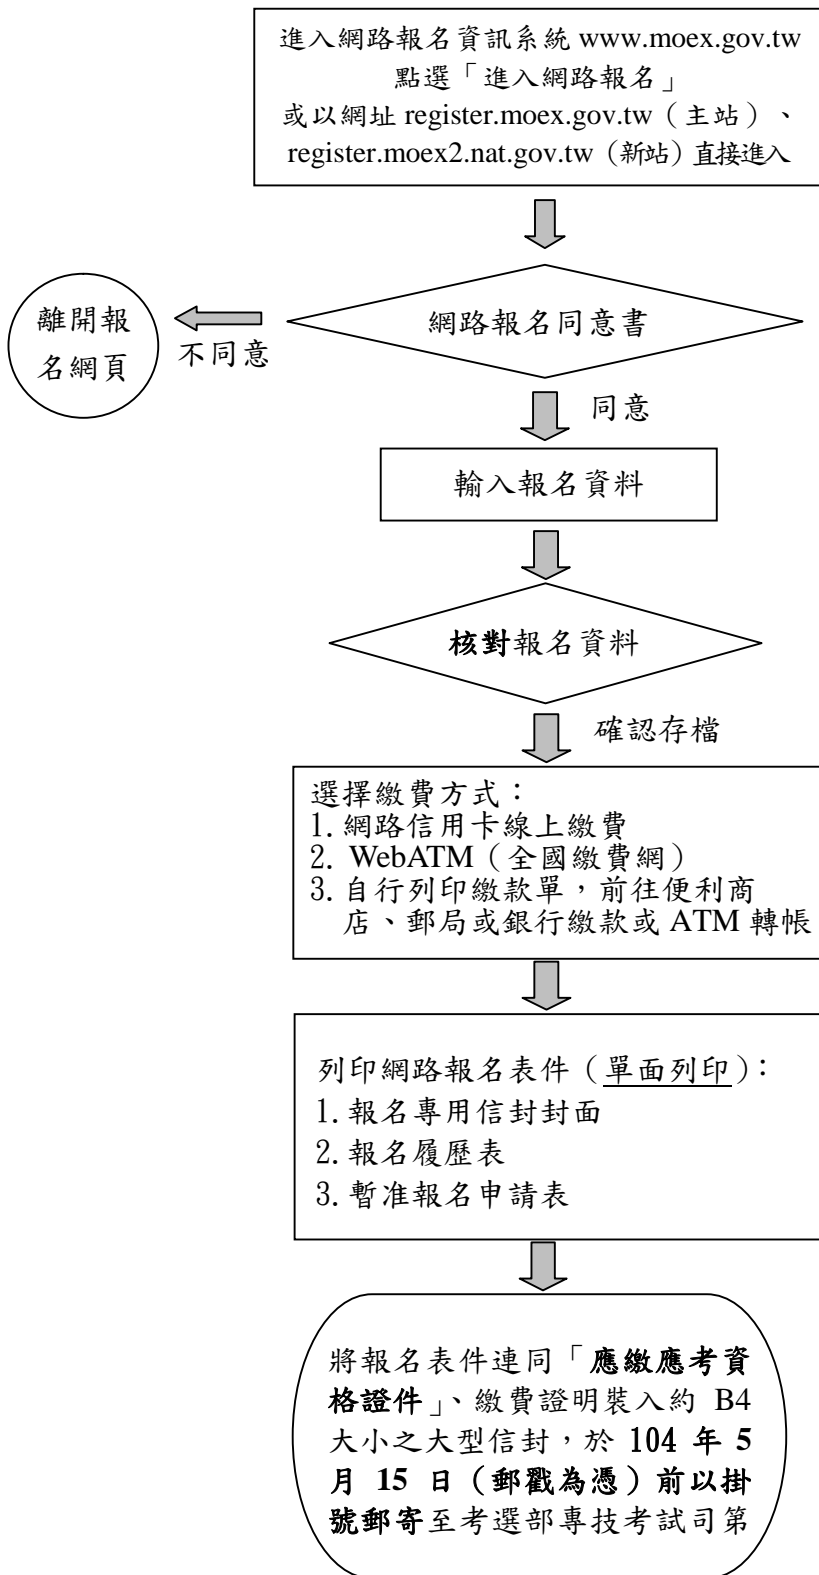 進入網路報名資訊系統 www.moex.gov.tw
點選「進入網路報名」
或以網址 register.moex.gov.tw（主站）、
register.moex2.nat.gov.tw（新站）直接進入
網路報名同意書
離開報
名網頁
不同意
同意
輸入報名資料
核對報名資料
確認存檔
選擇繳費方式：
1. 網路信用卡線上繳費
2. WebATM（全國繳費網）
3. 自行列印繳款單，前往便利商
店、郵局或銀行繳款或 ATM 轉帳
列印網路報名表件（單面列印）：
1. 報名專用信封封面
2. 報名履歷表
3. 暫准報名申請表
將報名表件連同「應繳應考資
格證件」、繳費證明裝入約 B4
大小之大型信封，於 104 年 5
月 15 日（郵戳為憑）前以掛
號郵寄至考選部專技考試司第